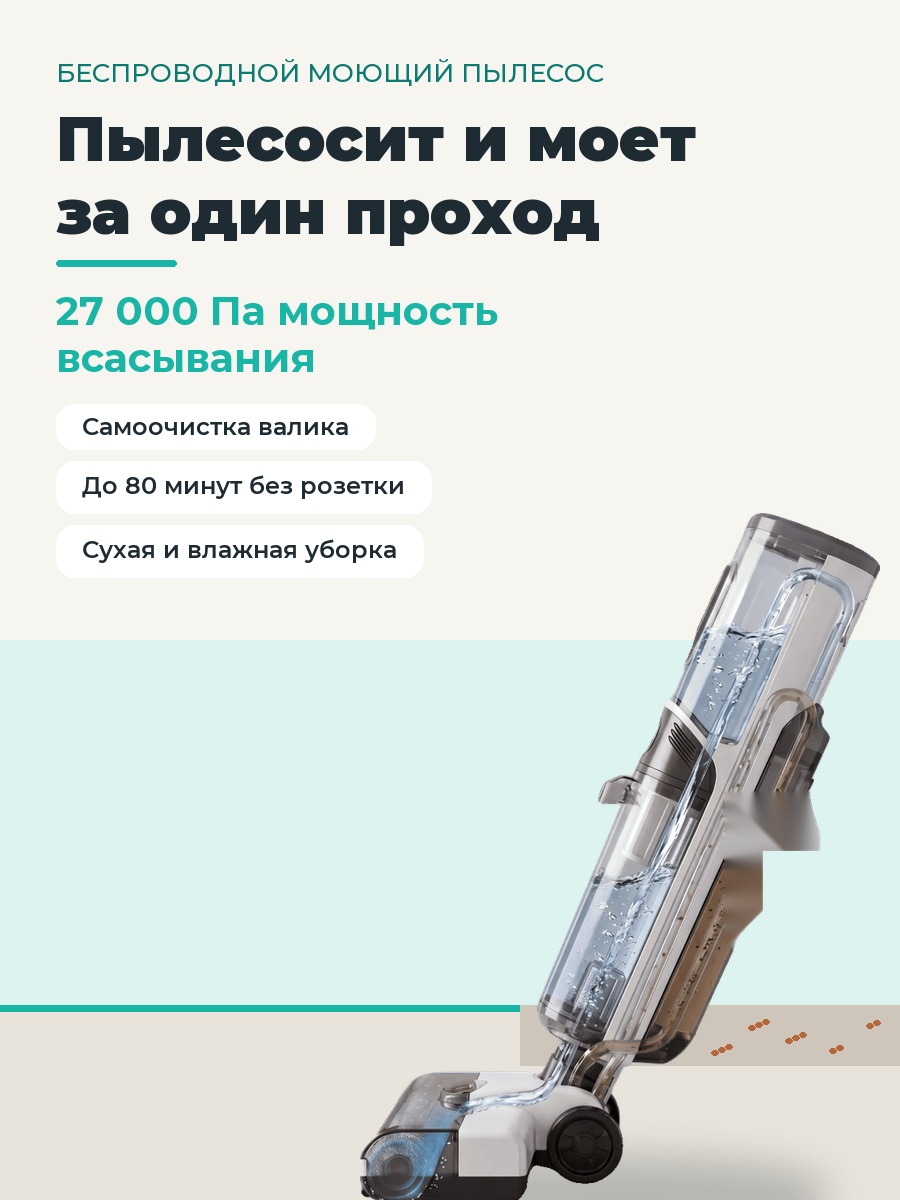 БЕСПРОВОДНОЙ МОЮЩИЙ ПЫЛЕСОС
Пылесосит и моет
за один проход
27 000 Па мощность
всасывания
Самоочистка валика
До 80 минут без розетки
Сухая и влажная уборка